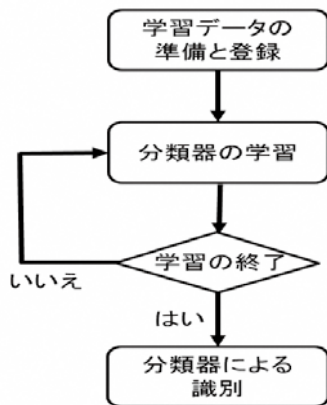 学習データの
準備と登録
分類器の学習
学習の終了
いいえ
はい
分類器による
識別